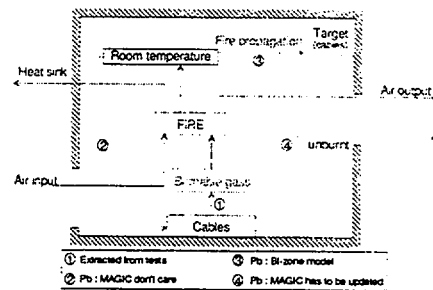 Fire propagation
Target
(cables)
Room temperature
③
Heat sink
Air output
FIRE
②
④ unburnt
Air input
gass
①
Cables
① Extracted from tests
③ Pb : Bi-zone model
② Pb : MAGIC don't care
④ Pb : MAGIC has to be updated